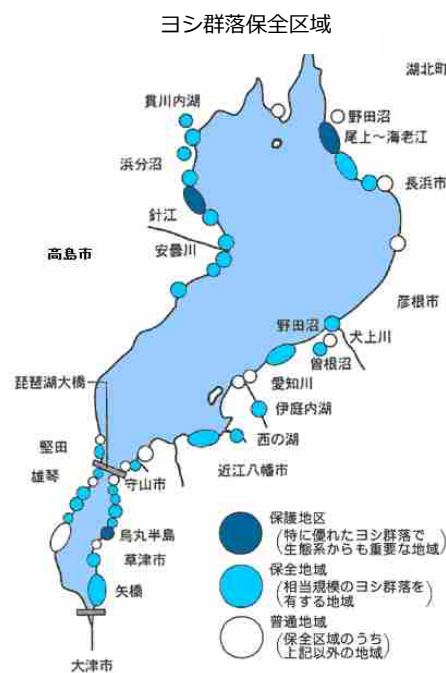 ヨシ群落保全区域
湖北町
貫川内湖
野田沼
尾上～海老江
浜分沼
長浜市
針江
安曇川
高島市
彦根市
野田沼
犬上川
曽根沼
琵琶湖大橋
愛知川
伊庭内湖
西の湖
堅田
近江八幡市
雄琴
守山市
烏丸半島
草津市
矢橋
大津市
保護地区
(特に優れたヨシ群落で
生態系からも重要な地域)
保全地域
(相当規模のヨシ群落を
有する地域)
普通地域
(保全区域のうち
上記以外の地域)